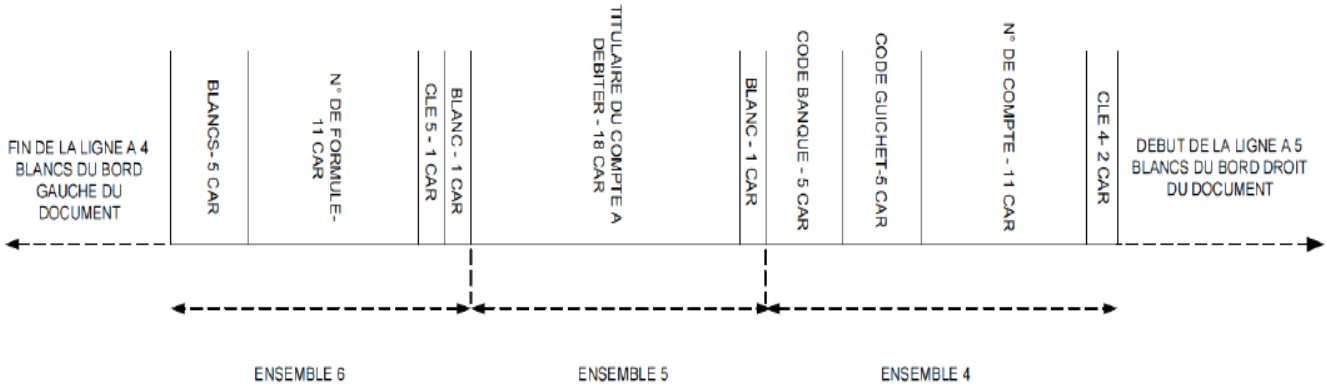 FIN DE LA LIGNE A 4
BLANCS DU BORD
GAUCHE DU
DOCUMENT
BLANCS- 5 CAR
N° DE FORMULE-
11 CAR
CLE 5 - 1 CAR
BLANC - 1 CAR
TITULAIRE DU COMPTE A
DEBITER - 18 CAR
BLANC - 1 CAR
CODE BANQUE - 5 CAR
CODE GUICHET-5 CAR
N° DE COMPTE - 11 CAR
CLE 4- 2 CAR
DEBUT DE LA LIGNE A 5
BLANCS DU BORD DROIT
DU DOCUMENT
ENSEMBLE 6
ENSEMBLE 5
ENSEMBLE 4